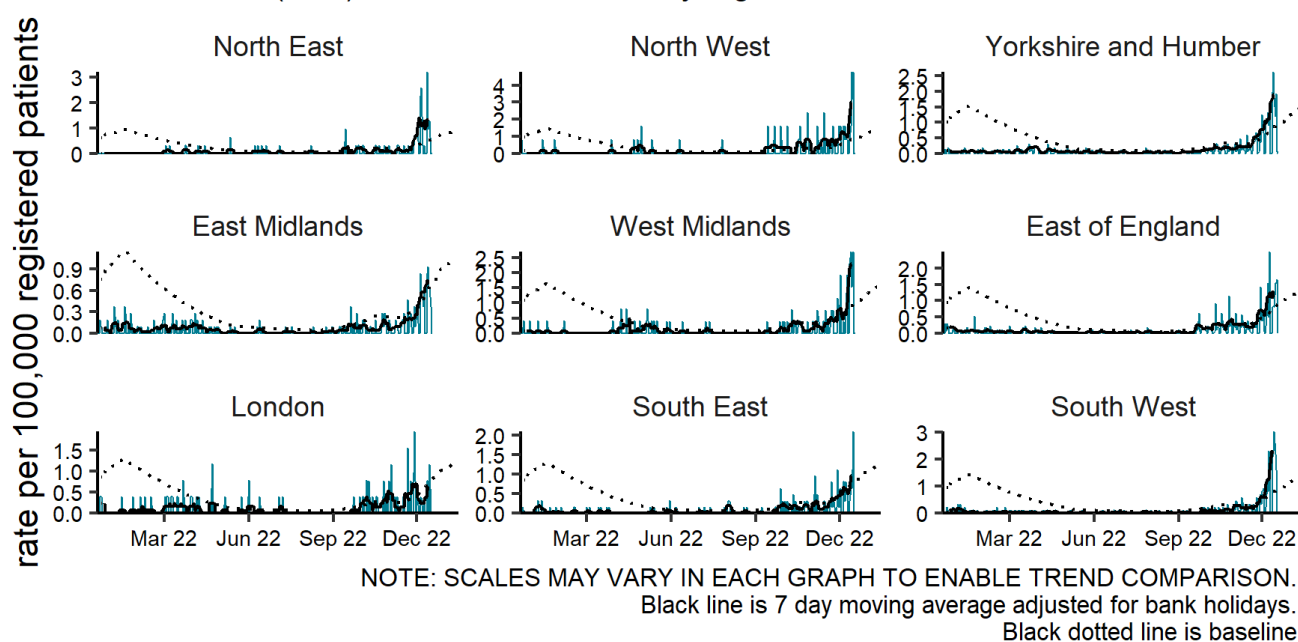 rate per 100,000 registered patients
North East
North West
Yorkshire and Humber
3
2
1
0
4
3
2
1
0
2.5
2.0
1.5
1.0
0.5
0.0
East Midlands
West Midlands
East of England
0.9
0.6
0.3
0.0
2.5
2.0
1.5
1.0
0.5
0.0
2.0
1.5
1.0
0.5
0.0
London
South East
South West
1.5
1.0
0.5
0.0
2.0
1.5
1.0
0.5
0.0
3
2
1
0
Mar 22 Jun 22 Sep 22 Dec 22
Mar 22 Jun 22 Sep 22 Dec 22
Mar 22 Jun 22 Sep 22 Dec 22
NOTE: SCALES MAY VARY IN EACH GRAPH TO ENABLE TREND COMPARISON.
Black line is 7 day moving average adjusted for bank holidays.
Black dotted line is baseline